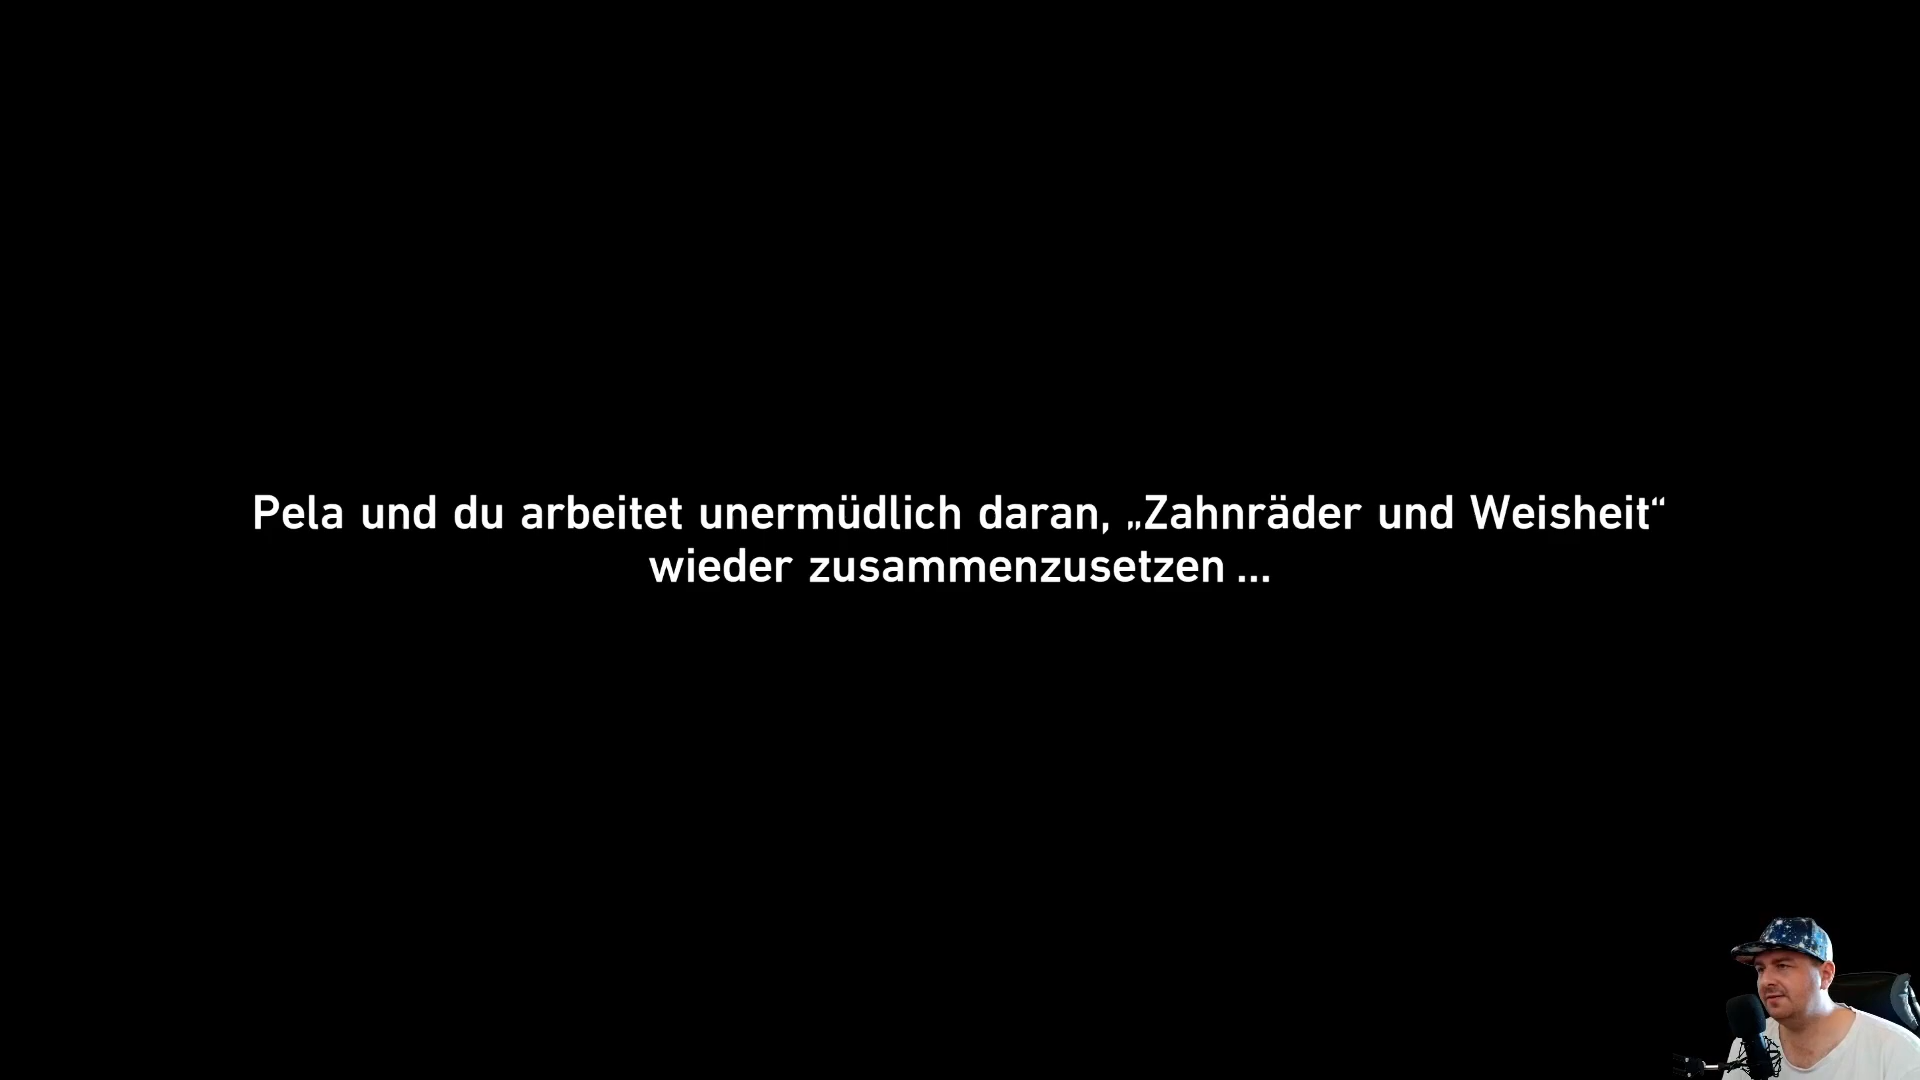 Pela und du arbeitet unermüdlich daran, „Zahnräder und Weisheit“
wieder zusammenzusetzen ...